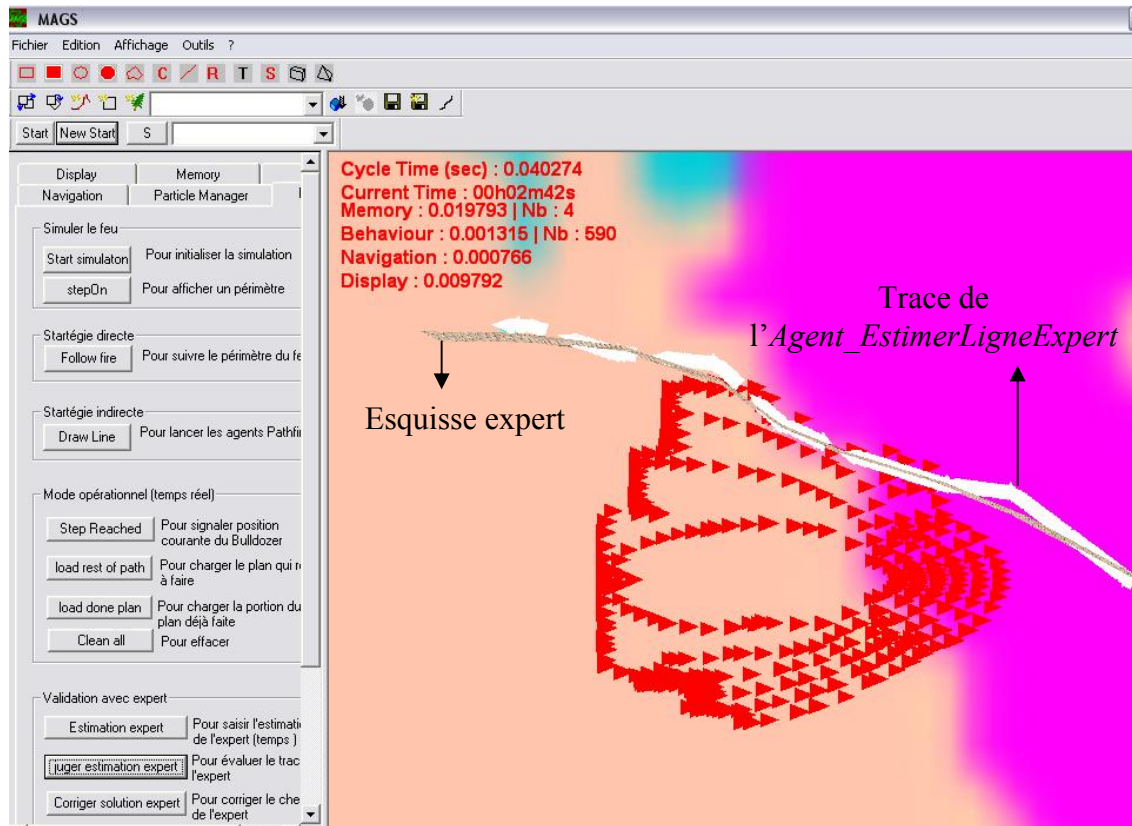 MAGS
Fichier Edition Affichage Outils ?
C R T S
Start New Start S
Display Memory
Navigation Particle Manager
Simuler le feu
Start simulaton Pour initialiser la simulation
stepOn Pour afficher un périmètre
Startégie directe
Follow fire Pour suivre le périmètre du fe
Startégie indirecte
Draw Line Pour lancer les agents Pathfi
Mode opérationnel (temps réel)
Step Reached Pour signaler position
courante du Bulldozer
load rest of path Pour charger le plan qui r
à faire
load done plan Pour charger la portion du
plan déjà faite
Clean all Pour effacer
Validation avec expert
Estimation expert Pour saisir l'estimati
de l'expert (temps )
juger estimation expert Pour évaluer le trac
l'expert
Corriger solution expert Pour corriger le che
de l'expert
Cycle Time (sec) : 0.040274
Current Time : 00h02m42s
Memory : 0.019793 | Nb : 4
Behaviour : 0.001315 | Nb : 590
Navigation : 0.000766
Display : 0.009792
Trace de
l'Agent_EstimerLigneExpert
Esquisse expert